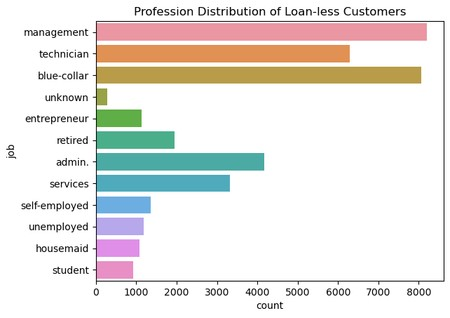 Profession Distribution of Loan-less Customers
management
technician
blue-collar
unknown
entrepreneur
retired
admin.
services
self-employed
unemployed
housemaid
student
job
0 1000 2000 3000 4000 5000 6000 7000 8000
count